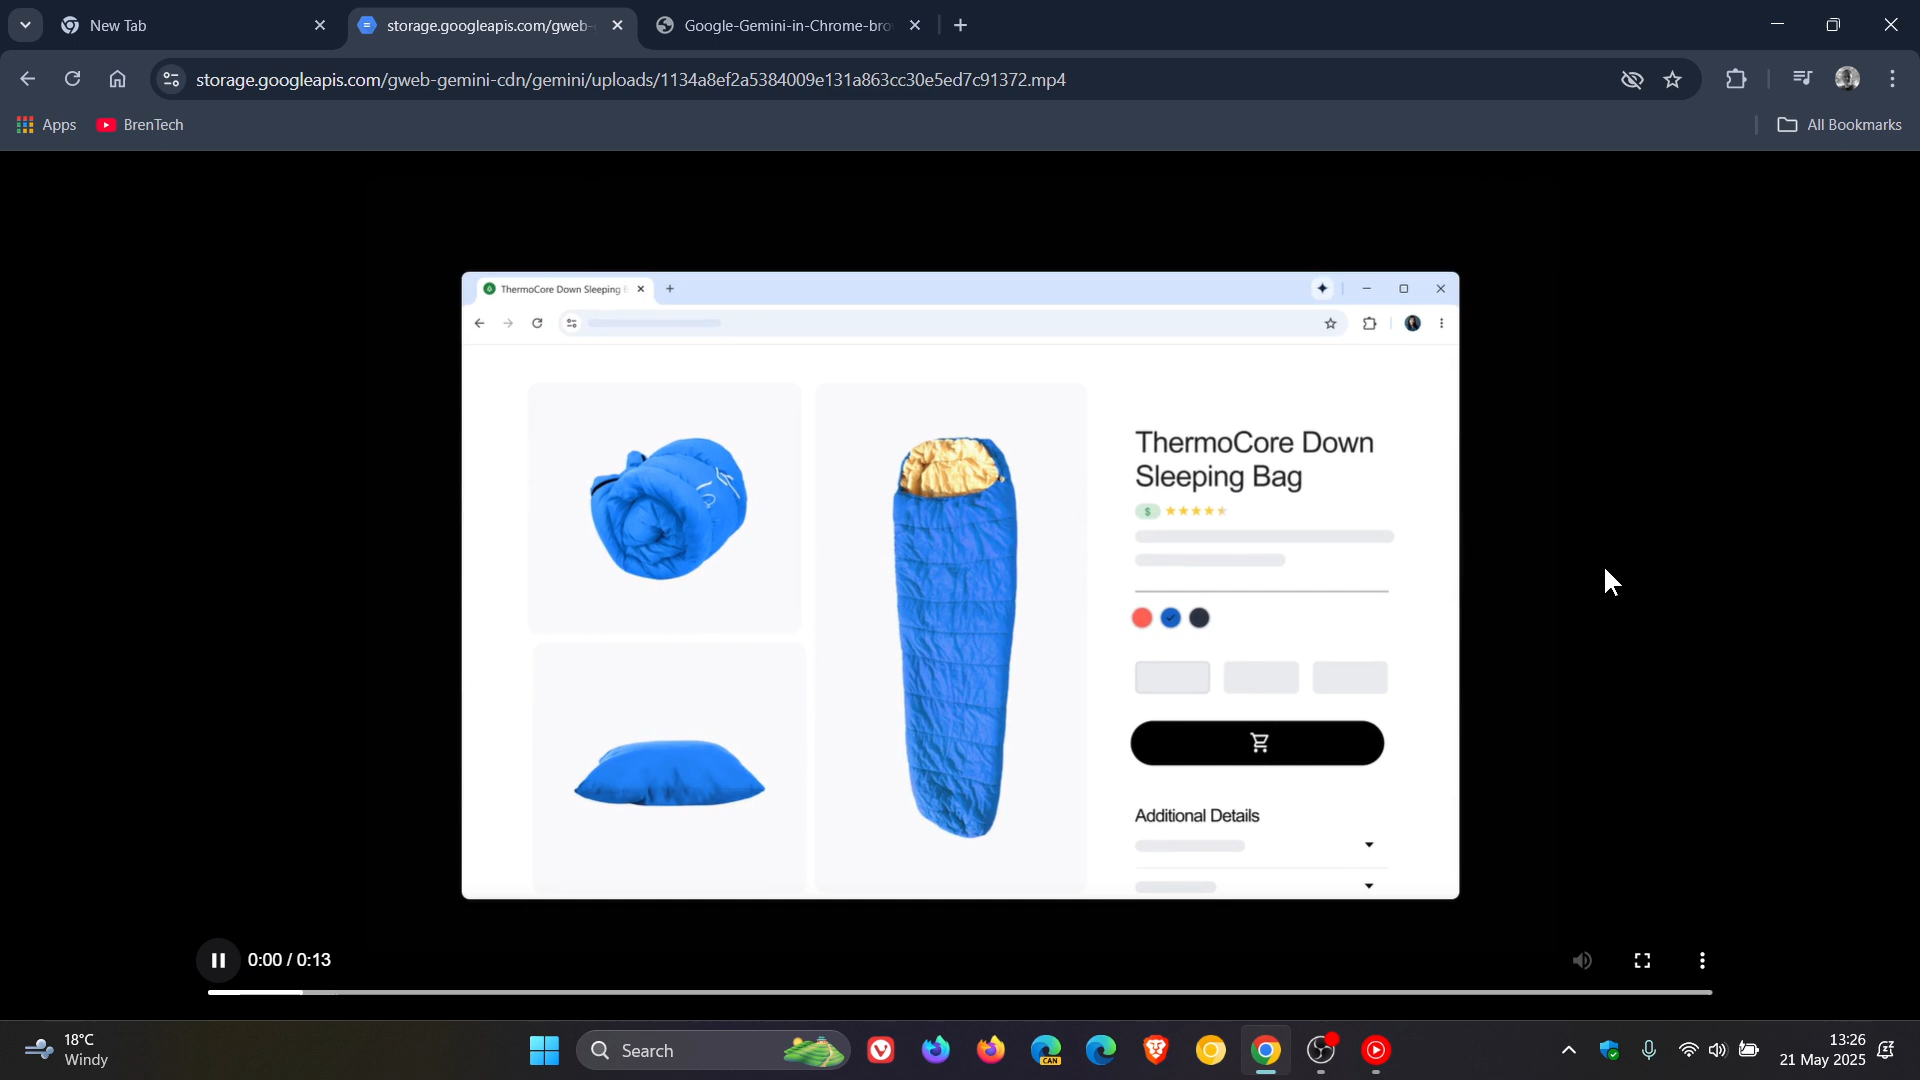 New Tab
storage.googleapis.com/gweb-
Google-Gemini-in-Chrome-bro
storage.googleapis.com/gweb-gemini-cdn/gemini/uploads/1134a8ef2a5384009e131a863cc30e5ed7c91372.mp4
Apps
BrenTech
All Bookmarks
ThermoCore Down Sleeping
ThermoCore Down
Sleeping Bag
$
Additional Details
0:00 / 0:13
18°C
Windy
Search
CAN
13:26
21 May 2025